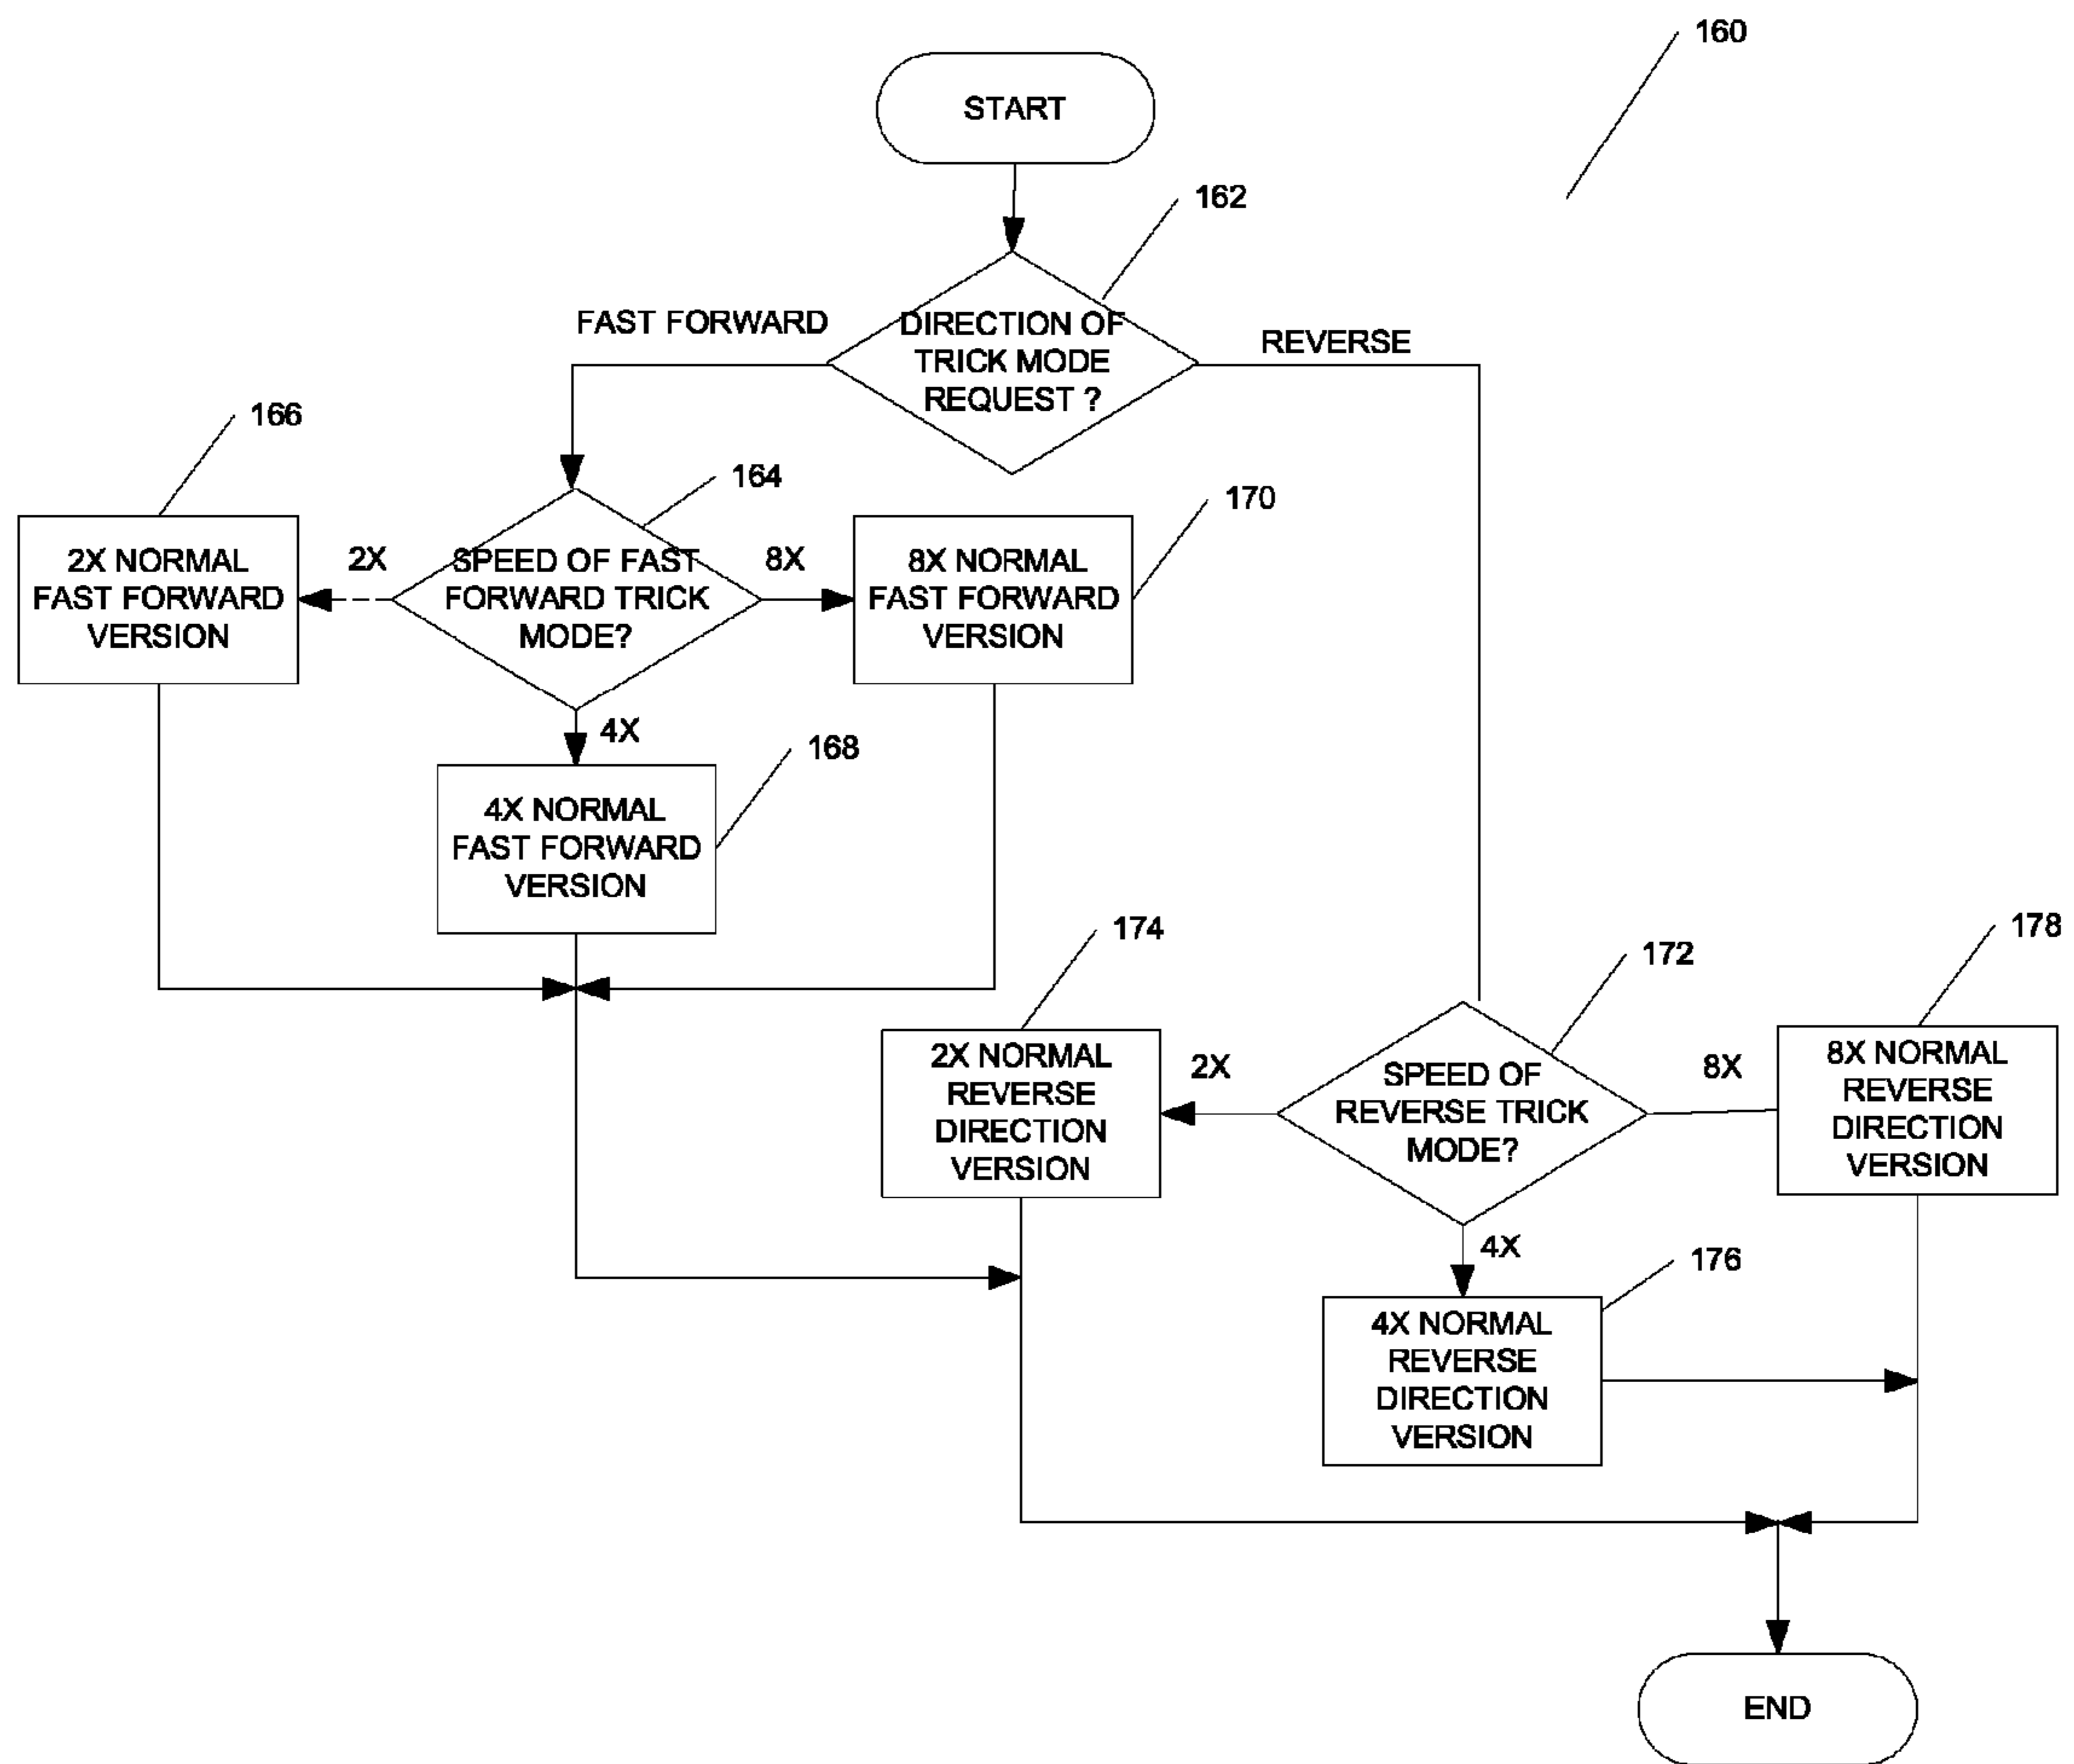 160
START
162
FAST FORWARD
DIRECTION OF
TRICK MODE
REQUEST ?
REVERSE
166
164
170
2X NORMAL
FAST FORWARD
VERSION
2X
SPEED OF FAST
FORWARD TRICK
MODE?
8X
8X NORMAL
FAST FORWARD
VERSION
4X
168
4X NORMAL
FAST FORWARD
VERSION
174
172
178
2X NORMAL
REVERSE
DIRECTION
VERSION
2X
SPEED OF
REVERSE TRICK
MODE?
8X
8X NORMAL
REVERSE
DIRECTION
VERSION
4X
176
4X NORMAL
REVERSE
DIRECTION
VERSION
END